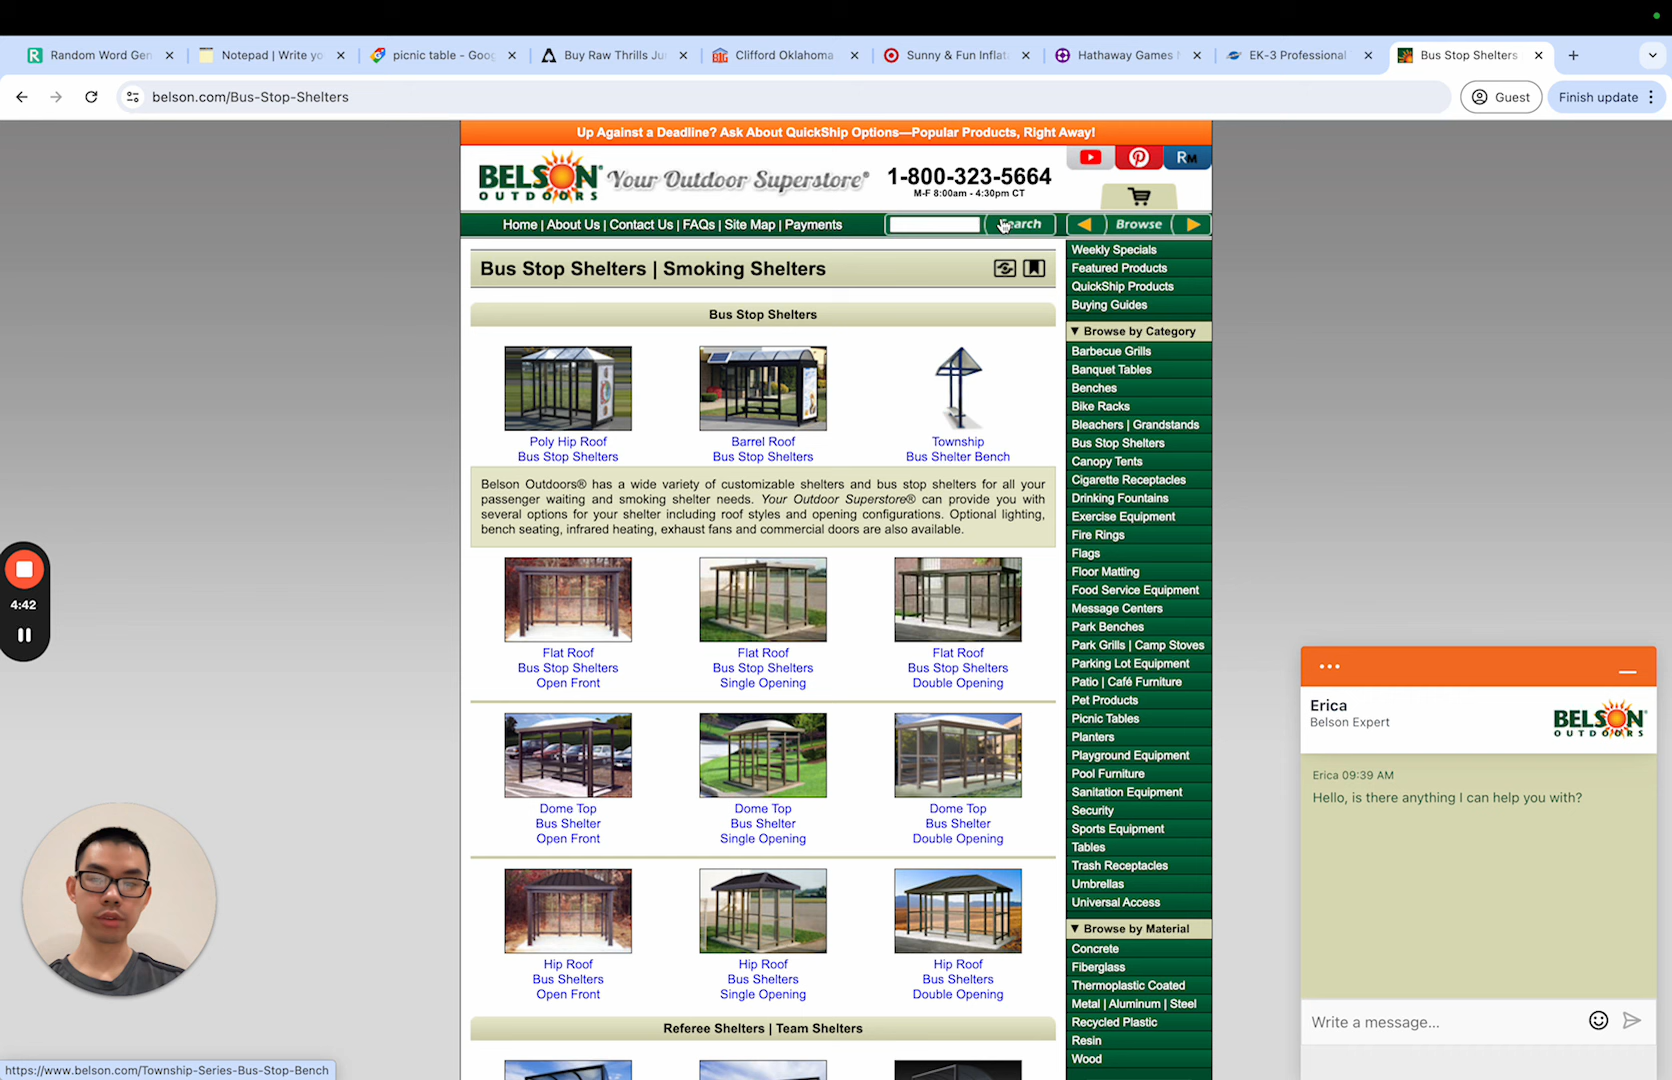 Random Word Gen
Notepad | Write yo
picnic table - Goog
Buy Raw Thrills Ju
Clifford Oklahoma
Sunny & Fun Inflat
Hathaway Games
EK-3 Professional
Bus Stop Shelters
belson.com/Bus-Stop-Shelters
Guest
Finish update
Up Against a Deadline? Ask About QuickShip Options—Popular Products, Right Away!
BELSON®
OUTDOORS
Your Outdoor Superstore®
1-800-323-5664
M-F 8:00am - 4:30pm CT
RM
Home | About Us | Contact Us | FAQs | Site Map | Payments
Search
Browse
Bus Stop Shelters | Smoking Shelters
Bus Stop Shelters
Poly Hip Roof
Bus Stop Shelters
Barrel Roof
Bus Stop Shelters
Township
Bus Shelter Bench
Belson Outdoors® has a wide variety of customizable shelters and bus stop shelters for all your
passenger waiting and smoking shelter needs. Your Outdoor Superstore® can provide you with
several options for your shelter including roof styles and opening configurations. Optional lighting,
bench seating, infrared heating, exhaust fans and commercial doors are also available.
Flat Roof
Bus Stop Shelters
Open Front
Flat Roof
Bus Stop Shelters
Single Opening
Flat Roof
Bus Stop Shelters
Double Opening
Dome Top
Bus Shelter
Open Front
Dome Top
Bus Shelter
Single Opening
Dome Top
Bus Shelter
Double Opening
Hip Roof
Bus Shelters
Open Front
Hip Roof
Bus Shelters
Single Opening
Hip Roof
Bus Shelters
Double Opening
Referee Shelters | Team Shelters
Weekly Specials
Featured Products
QuickShip Products
Buying Guides
▼ Browse by Category
Barbecue Grills
Banquet Tables
Benches
Bike Racks
Bleachers | Grandstands
Bus Stop Shelters
Canopy Tents
Cigarette Receptacles
Drinking Fountains
Exercise Equipment
Fire Rings
Flags
Floor Matting
Food Service Equipment
Message Centers
Park Benches
Park Grills | Camp Stoves
Parking Lot Equipment
Patio | Café Furniture
Pet Products
Picnic Tables
Planters
Playground Equipment
Pool Furniture
Sanitation Equipment
Security
Sports Equipment
Tables
Trash Receptacles
Umbrellas
Universal Access
▼ Browse by Material
Concrete
Fiberglass
Thermoplastic Coated
Metal | Aluminum | Steel
Recycled Plastic
Resin
Wood
4:42
Erica
Belson Expert
BELSON
OUTDOORS
Erica 09:39 AM
Hello, is there anything I can help you with?
Write a message...
https://www.belson.com/Township-Series-Bus-Stop-Bench